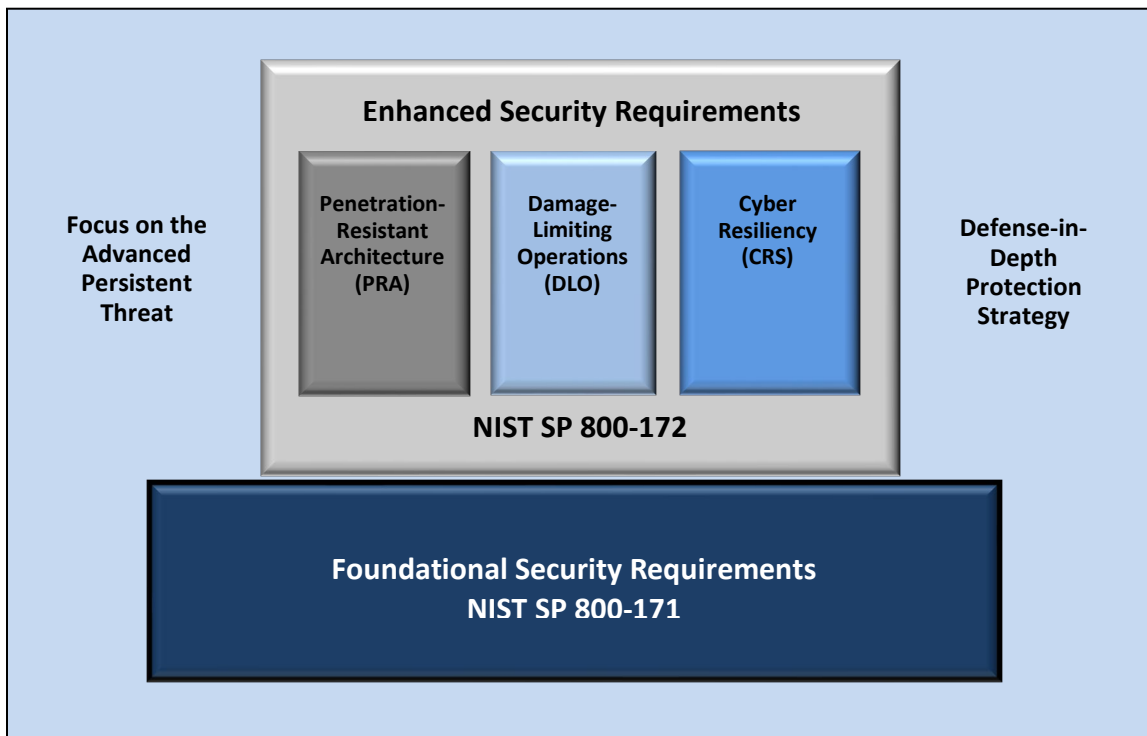 Enhanced Security Requirements
Penetration-
Resistant
Architecture
(PRA)
Damage-
Limiting
Operations
(DLO)
Cyber
Resiliency
(CRS)
NIST SP 800-172
Focus on the
Advanced
Persistent
Threat
Defense-in-
Depth
Protection
Strategy
Foundational Security Requirements
NIST SP 800-171